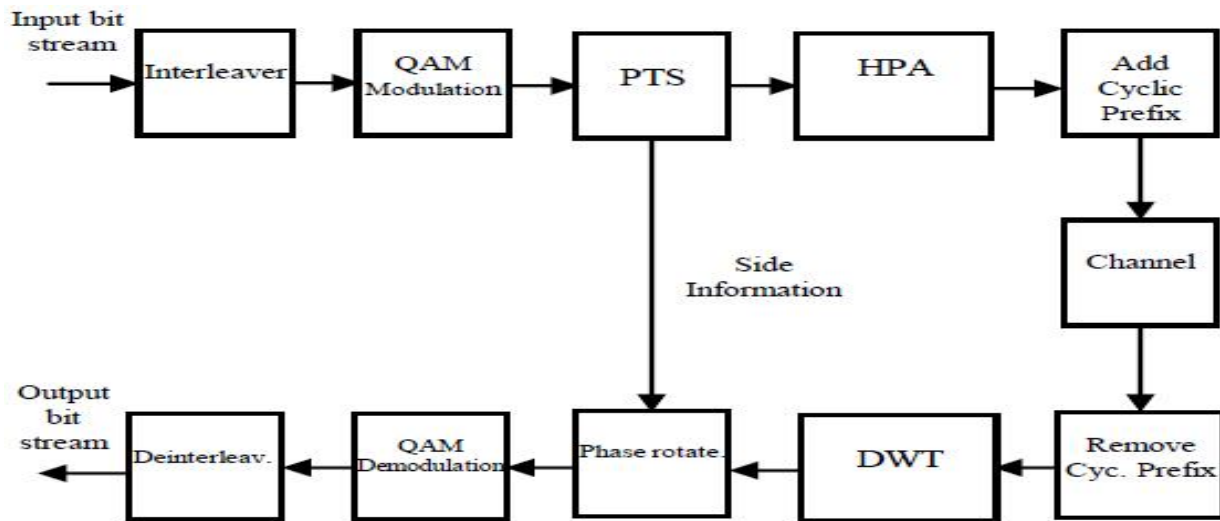 Input bit
stream
Interleaver
QAM
Modulation
PTS
HPA
Add
Cyclic
Prefix
Channel
Side
Information
Output
bit
stream
Deinterleav.
QAM
Demodulation
Phase rotate.
DWT
Remove
Cyc. Prefix